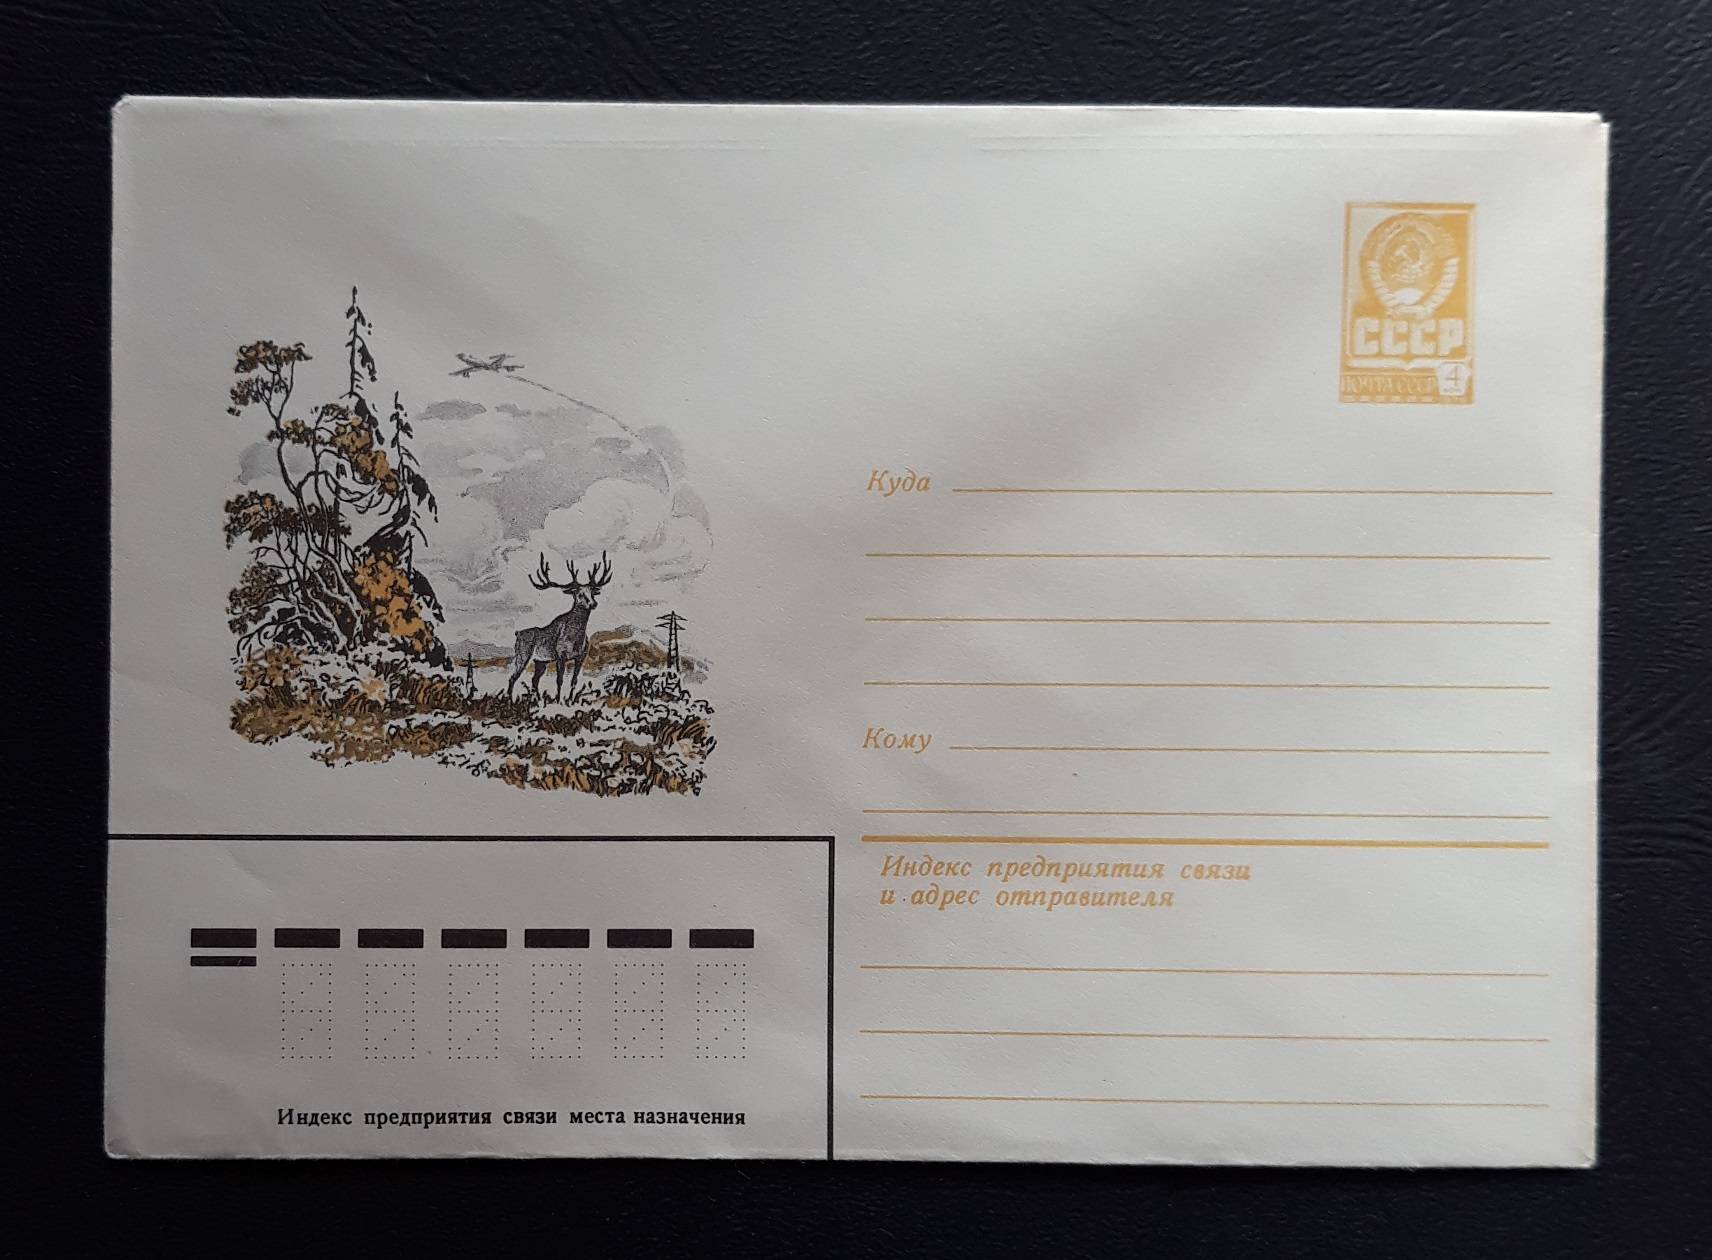 СССР
ПОЧТА СССР 4
Куда
Кому
Индекс предприятия связи
и адрес отправителя
Индекс предприятия связи места назначения